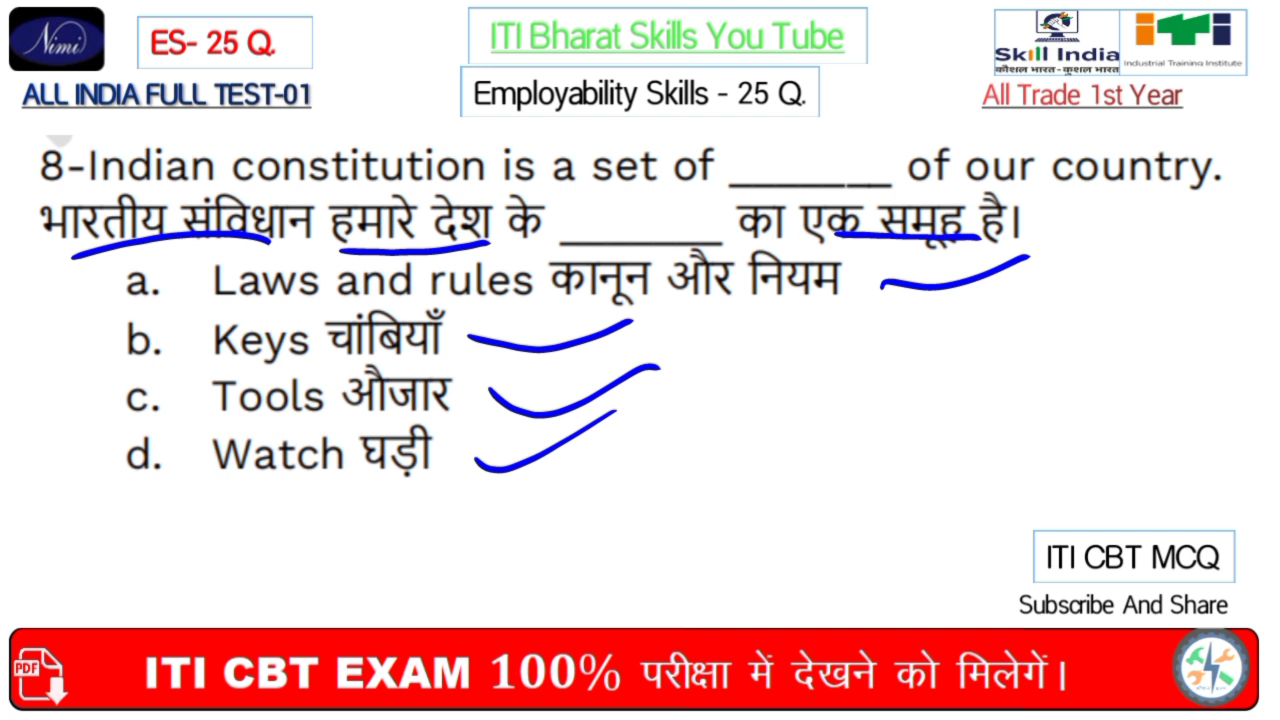 Nimi
ES- 25 Q.
ITI Bharat Skills You Tube
Skill India
कौशल भारत - कुशल भारत
iTi
Industrial Training Institute
ALL INDIA FULL TEST-01
Employability Skills - 25 Q.
All Trade 1st Year
8-Indian constitution is a set of _______ of our country.
भारतीय संविधान हमारे देश के _______ का एक समूह है।
a. Laws and rules कानून और नियम
b. Keys चांबियाँ
c. Tools औजार
d. Watch घड़ी
ITI CBT MCQ
Subscribe And Share
PDF
ITI CBT EXAM 100% परीक्षा में देखने को मिलेगें।